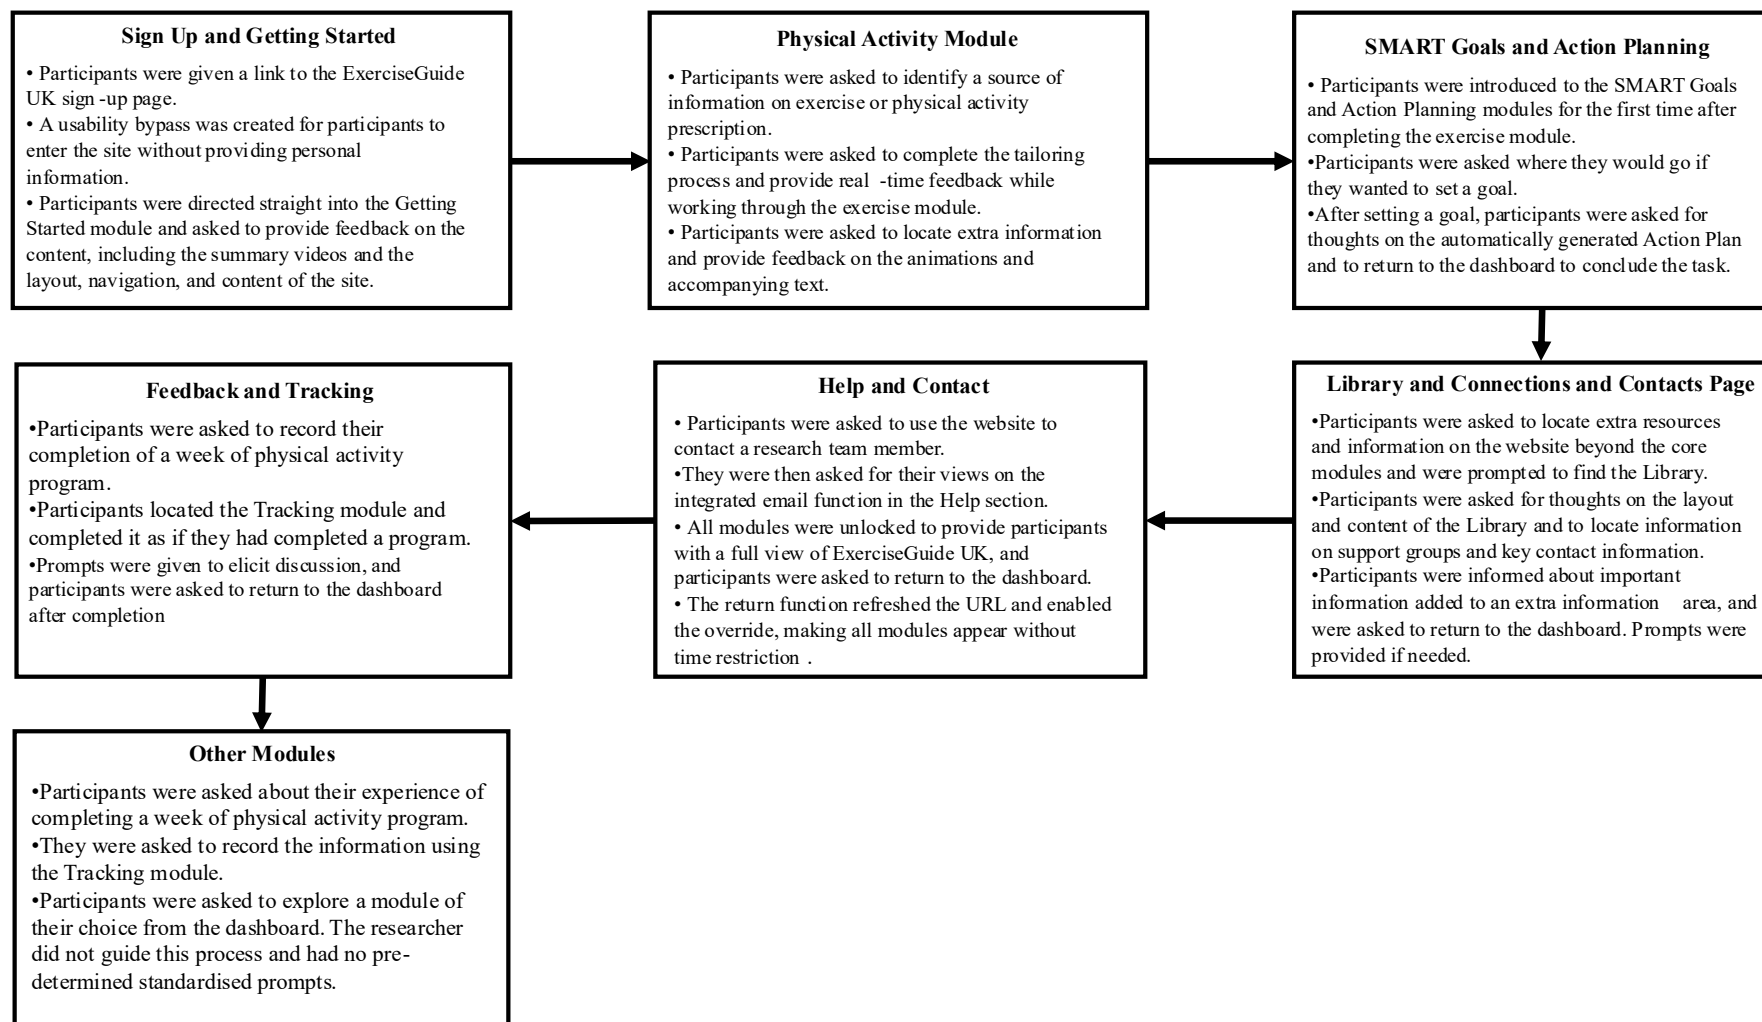 Sign Up and Getting Started
• Participants were given a link to the ExerciseGuide
UK sign -up page.
• A usability bypass was created for participants to
enter the site without providing personal
information.
• Participants were directed straight into the Getting
Started module and asked to provide feedback on the
content, including the summary videos and the
layout, navigation, and content of the site.
Physical Activity Module
• Participants were asked to identify a source of
information on exercise or physical activity
prescription.
• Participants were asked to complete the tailoring
process and provide real -time feedback while
working through the exercise module.
• Participants were asked to locate extra information
and provide feedback on the animations and
accompanying text.
SMART Goals and Action Planning
• Participants were introduced to the SMART Goals
and Action Planning modules for the first time after
completing the exercise module.
•Participants were asked where they would go if
they wanted to set a goal.
•After setting a goal, participants were asked for
thoughts on the automatically generated Action Plan
and to return to the dashboard to conclude the task.
Library and Connections and Contacts Page
•Participants were asked to locate extra resources
and information on the website beyond the core
modules and were prompted to find the Library.
•Participants were asked for thoughts on the layout
and content of the Library and to locate information
on support groups and key contact information.
•Participants were informed about important
information added to an extra information area, and
were asked to return to the dashboard. Prompts were
provided if needed.
Help and Contact
• Participants were asked to use the website to
contact a research team member.
•They were then asked for their views on the
integrated email function in the Help section.
• All modules were unlocked to provide participants
with a full view of ExerciseGuide UK, and
participants were asked to return to the dashboard.
• The return function refreshed the URL and enabled
the override, making all modules appear without
time restriction .
Feedback and Tracking
•Participants were asked to record their
completion of a week of physical activity
program.
•Participants located the Tracking module and
completed it as if they had completed a program.
•Prompts were given to elicit discussion, and
participants were asked to return to the dashboard
after completion
Other Modules
•Participants were asked about their experience of
completing a week of physical activity program.
•They were asked to record the information using
the Tracking module.
•Participants were asked to explore a module of
their choice from the dashboard. The researcher
did not guide this process and had no pre-
determined standardised prompts.